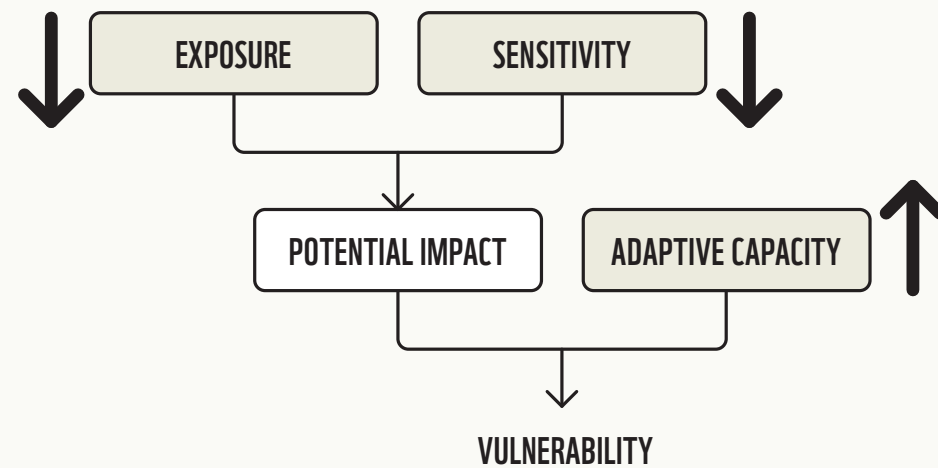 EXPOSURE
SENSITIVITY
POTENTIAL IMPACT
ADAPTIVE CAPACITY
VULNERABILITY